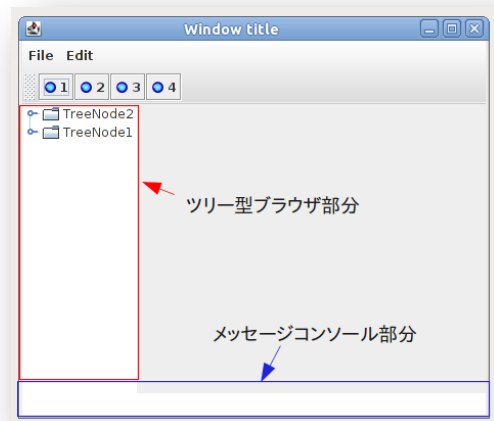 Window title
File Edit
1 2 3 4
TreeNode2
TreeNode1
ツリー型ブラウザ部分
メッセージコンソール部分